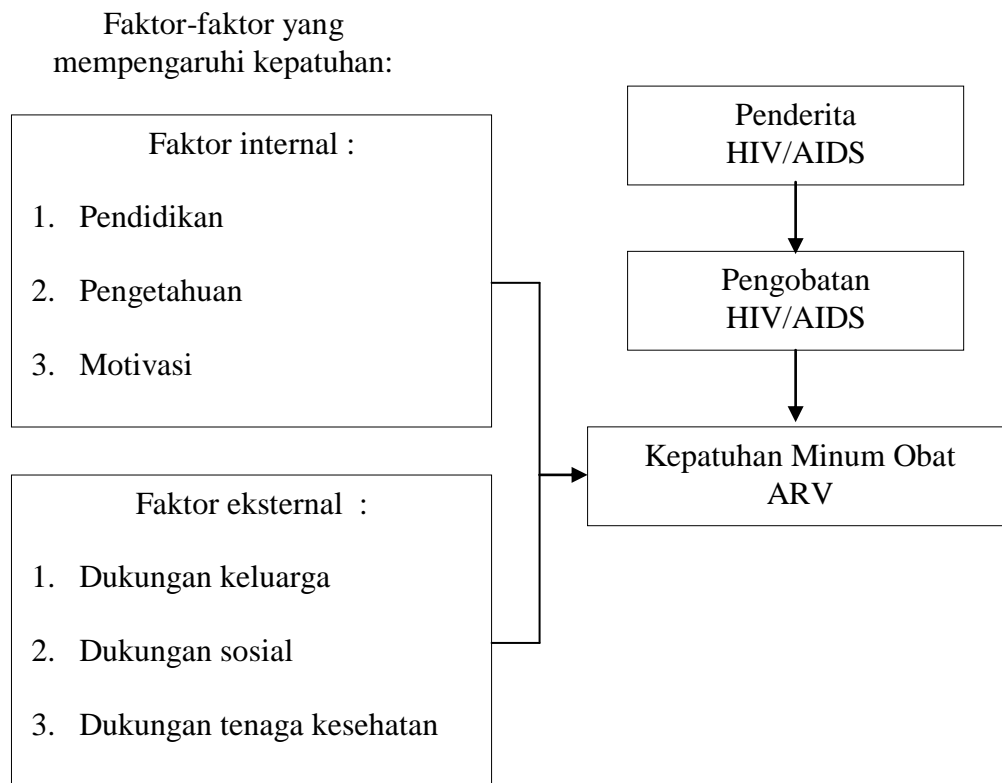 Faktor-faktor yang
mempengaruhi kepatuhan:
Faktor internal :
1. Pendidikan
2. Pengetahuan
3. Motivasi
Faktor eksternal :
1. Dukungan keluarga
2. Dukungan sosial
3. Dukungan tenaga kesehatan
Penderita
HIV/AIDS
Pengobatan
HIV/AIDS
Kepatuhan Minum Obat
ARV